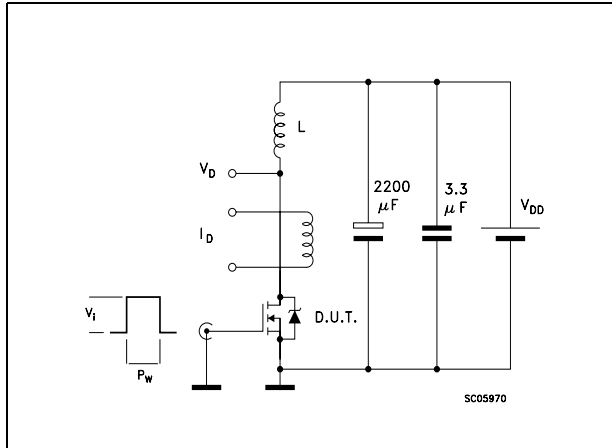 L
V_D
2200
μF
3.3
μF
V_DD
I_D
V_i
D.U.T.
P_W
SC05970